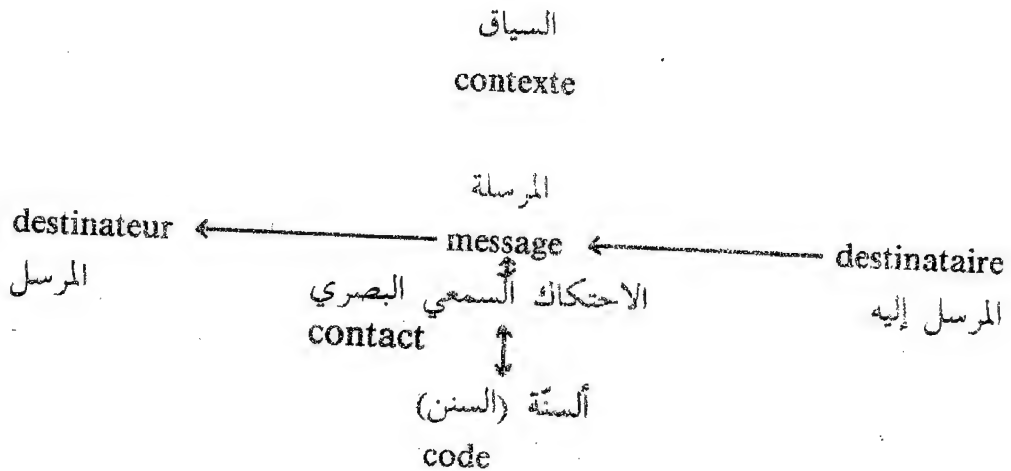 السياق
contexte
المرسلة
destinateur
message
destinataire
المرسل
الاحتكاك السمعي البصري
المرسل إليه
contact
ألسنّة (السنن)
code